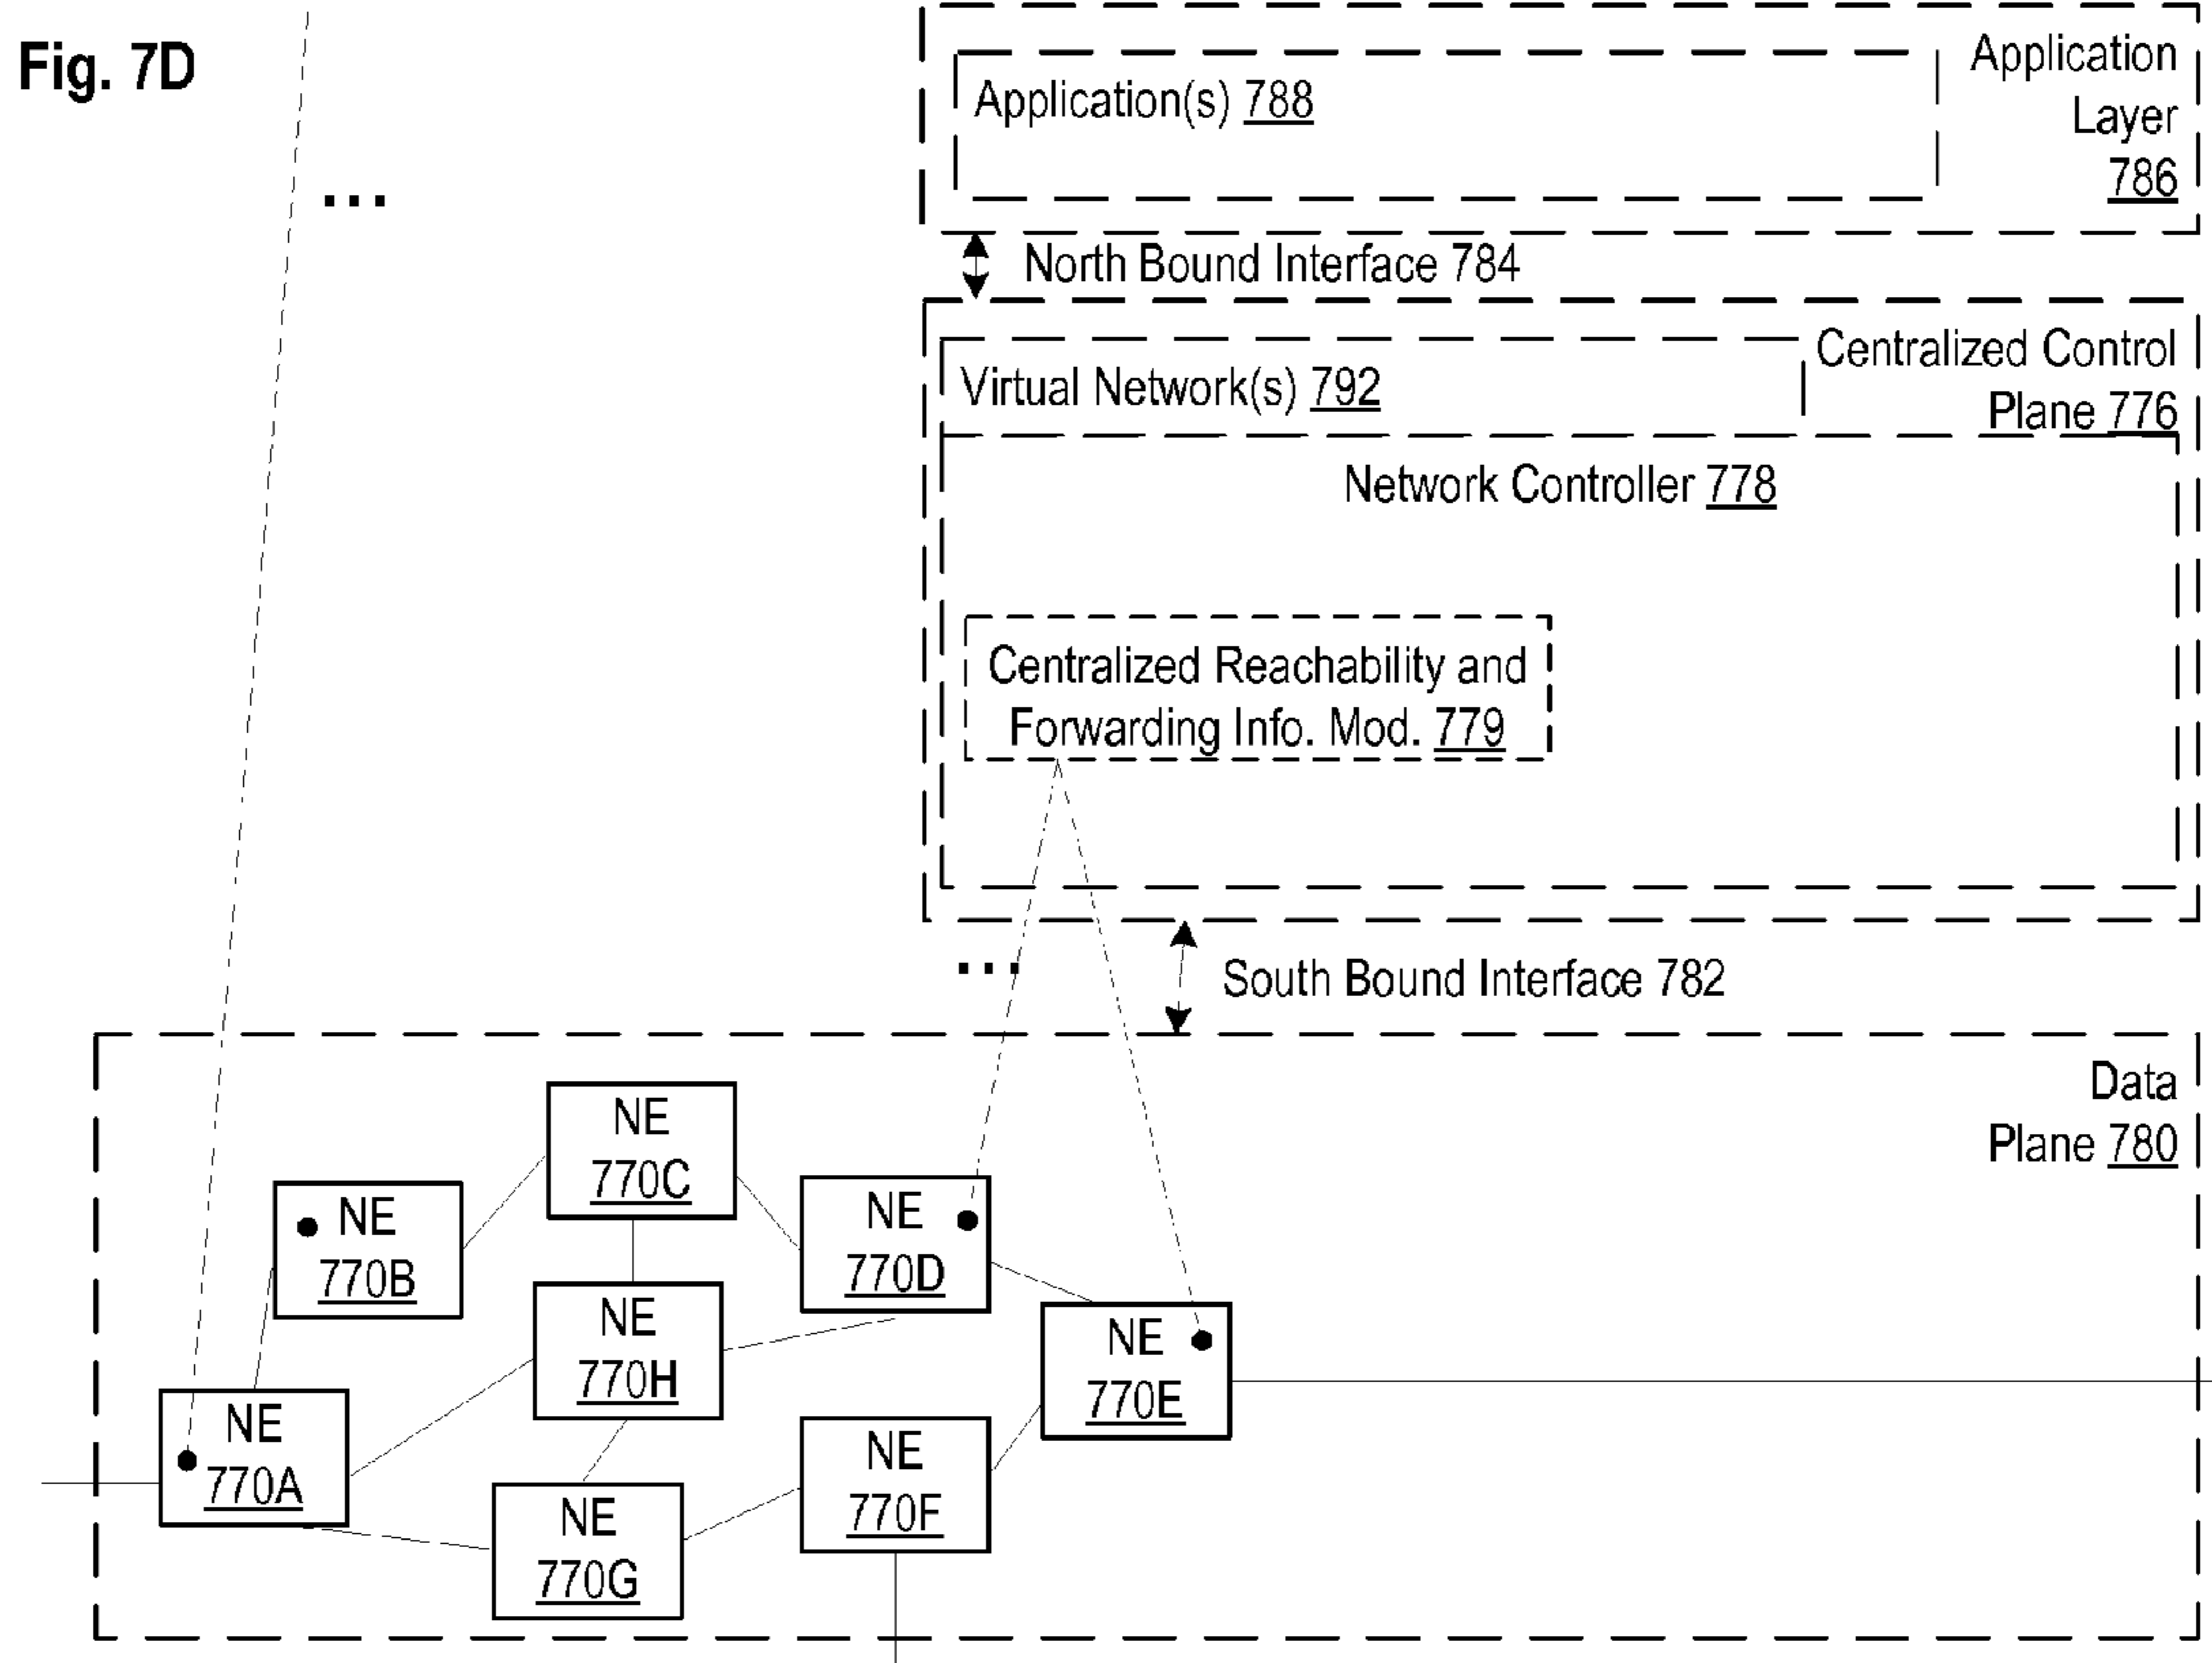 Fig. 7D
Application
Layer
786
Application(s) 788
...
North Bound Interface 784
Centralized Control
Plane 776
Virtual Network(s) 792
Network Controller 778
Centralized Reachability and
Forwarding Info. Mod. 779
...
South Bound Interface 782
Data
Plane 780
NE
770C
NE
770B
NE
770D
NE
770H
NE
770E
NE
770A
NE
770F
NE
770G